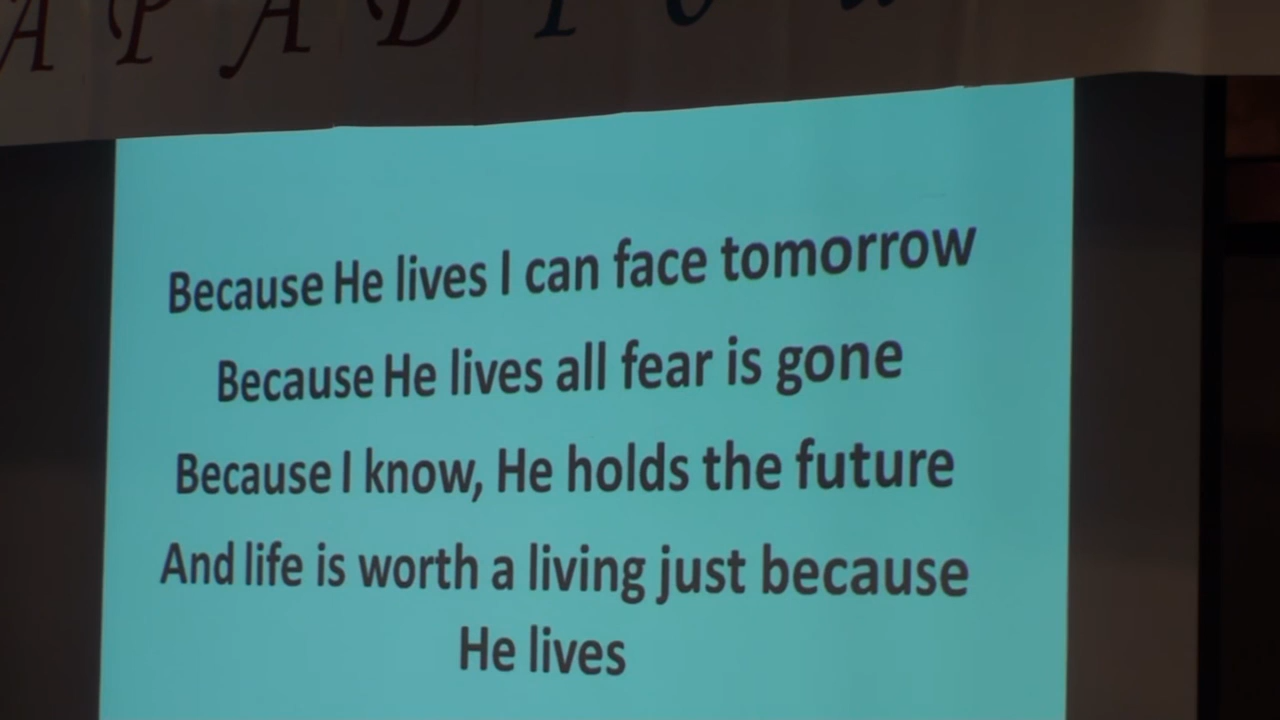 APAD
Because He lives I can face tomorrow
Because He lives all fear is gone
Because I know, He holds the future
And life is worth a living just because
He lives